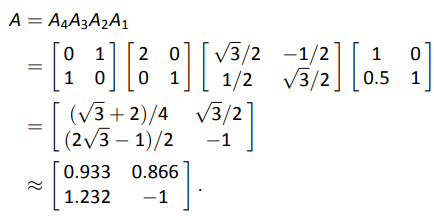 A = A₄A₃A₂A₁
= [0 1; 1 0] [2 0; 0 1] [√3/2 −1/2; 1/2 √3/2] [1 0; 0.5 1]
= [(√3 + 2)/4 √3/2; (2√3 − 1)/2 −1]
≈ [0.933 0.866; 1.232 −1].